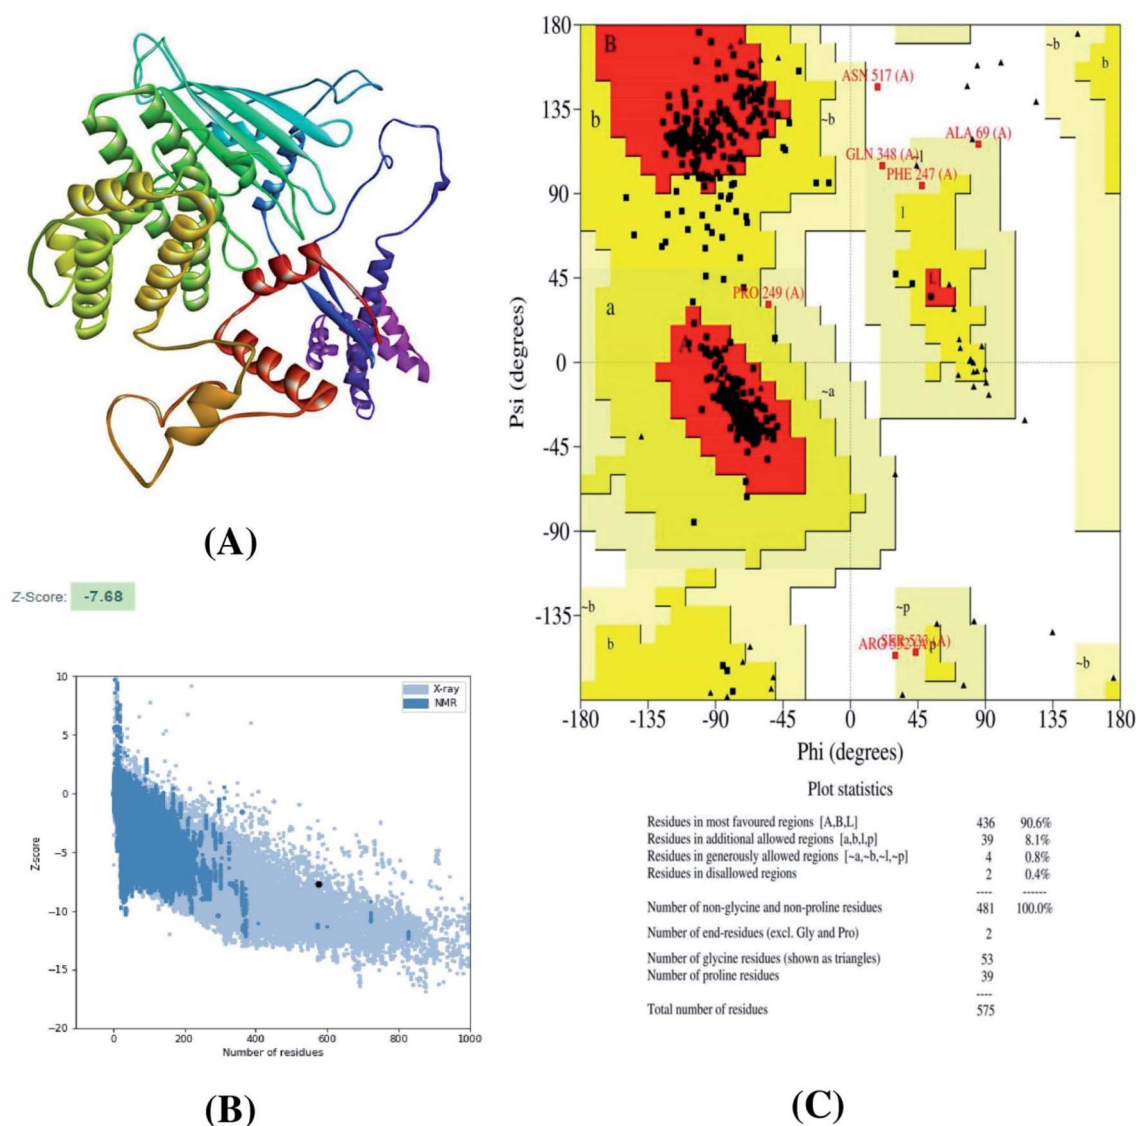 (A)
Z-Score: -7.68
10
5
0
-5
-10
-15
-20
Z-score
X-ray
NMR
0 200 400 600 800 1000
Number of residues
(B)
180
135
90
45
0
-45
-90
-135
Psi (degrees)
B
~b
b
ASN 517 (A)
b
~b
ALA 69 (A)
GLN 348 (A)
~l
PHE 247 (A)
l
L
PRO 249 (A)
a
A
~a
~b
~p
SER 533 (A)
ARG 532 (A)
b
p
~b
-180 -135 -90 -45 0 45 90 135 180
Phi (degrees)
Plot statistics
Residues in most favoured regions [A,B,L] 436 90.6%
Residues in additional allowed regions [a,b,l,p] 39 8.1%
Residues in generously allowed regions [~a,~b,~l,~p] 4 0.8%
Residues in disallowed regions 2 0.4%
---- ------
Number of non-glycine and non-proline residues 481 100.0%
Number of end-residues (excl. Gly and Pro) 2
Number of glycine residues (shown as triangles) 53
Number of proline residues 39
----
Total number of residues 575
(C)